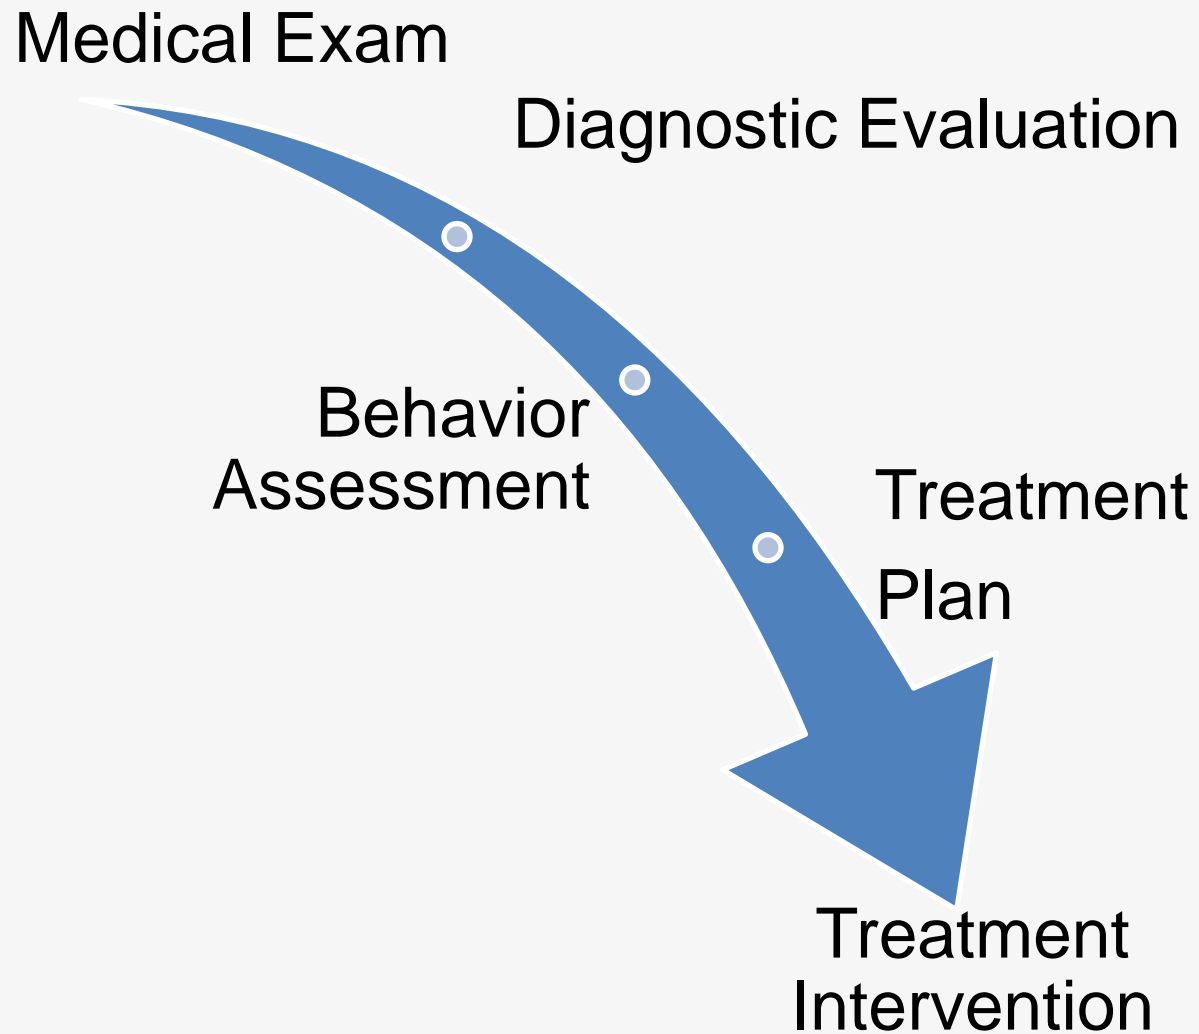 Medical Exam
Diagnostic Evaluation
Behavior
Assessment
Treatment
Plan
Treatment
Intervention